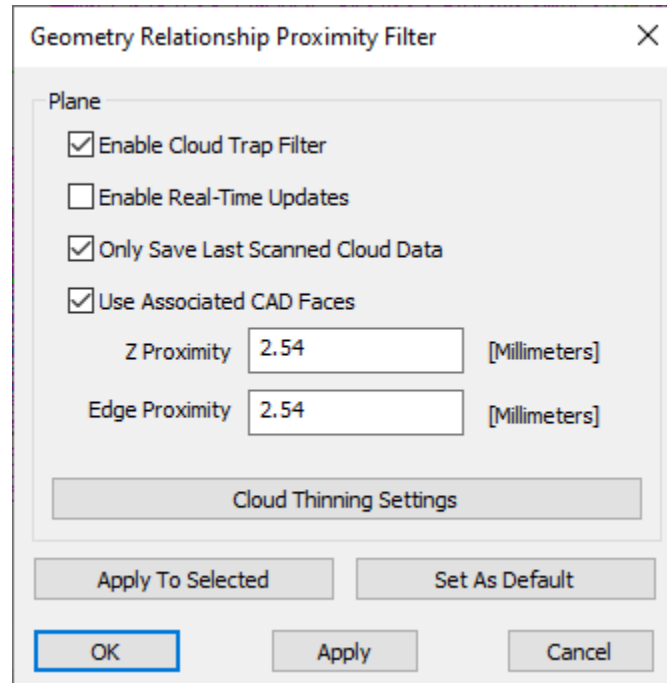 Geometry Relationship Proximity Filter
Plane
Enable Cloud Trap Filter
Enable Real-Time Updates
Only Save Last Scanned Cloud Data
Use Associated CAD Faces
Z Proximity 2.54 [Millimeters]
Edge Proximity 2.54 [Millimeters]
Cloud Thinning Settings
Apply To Selected Set As Default
OK Apply Cancel